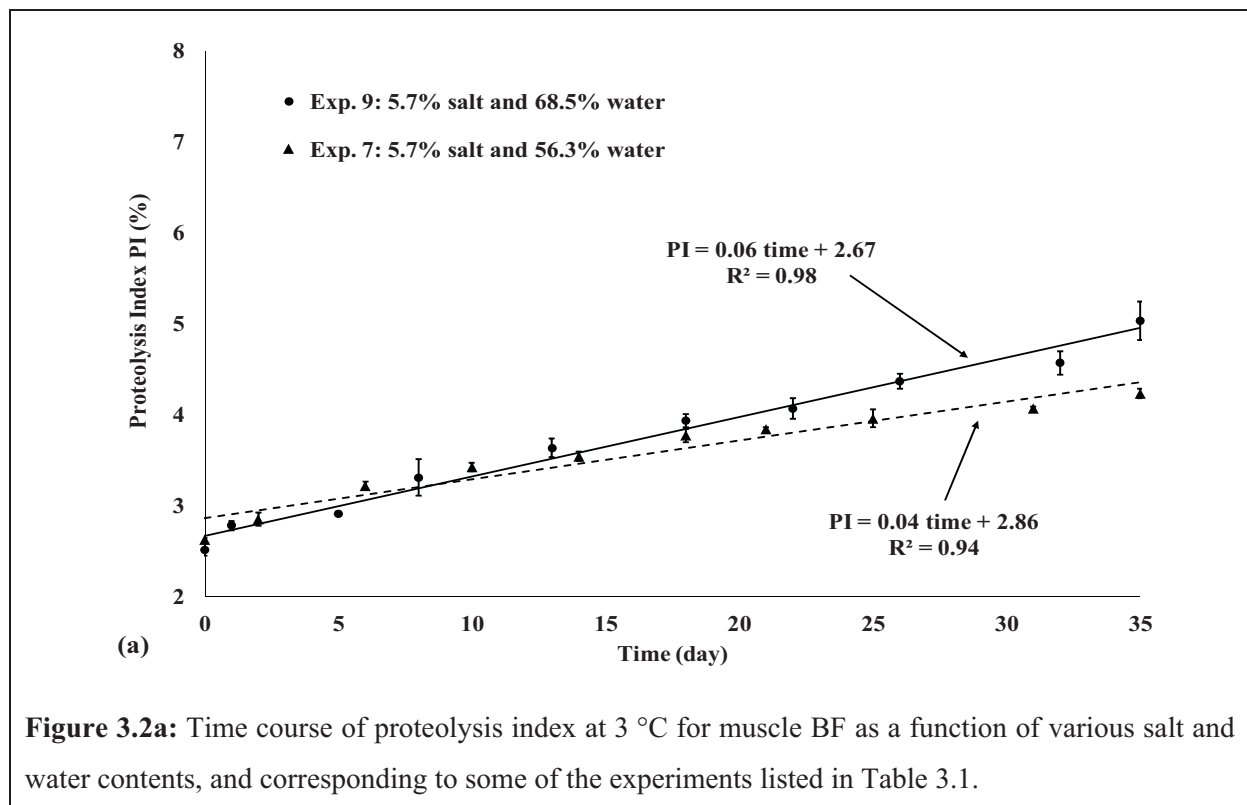 8
7
6
5
4
3
2
Proteolysis Index PI (%)
Exp. 9: 5.7% salt and 68.5% water
Exp. 7: 5.7% salt and 56.3% water
PI = 0.06 time + 2.67
R² = 0.98
PI = 0.04 time + 2.86
R² = 0.94
0 5 10 15 20 25 30 35
(a)
Time (day)
Figure 3.2a: Time course of proteolysis index at 3 °C for muscle BF as a function of various salt and
water contents, and corresponding to some of the experiments listed in Table 3.1.